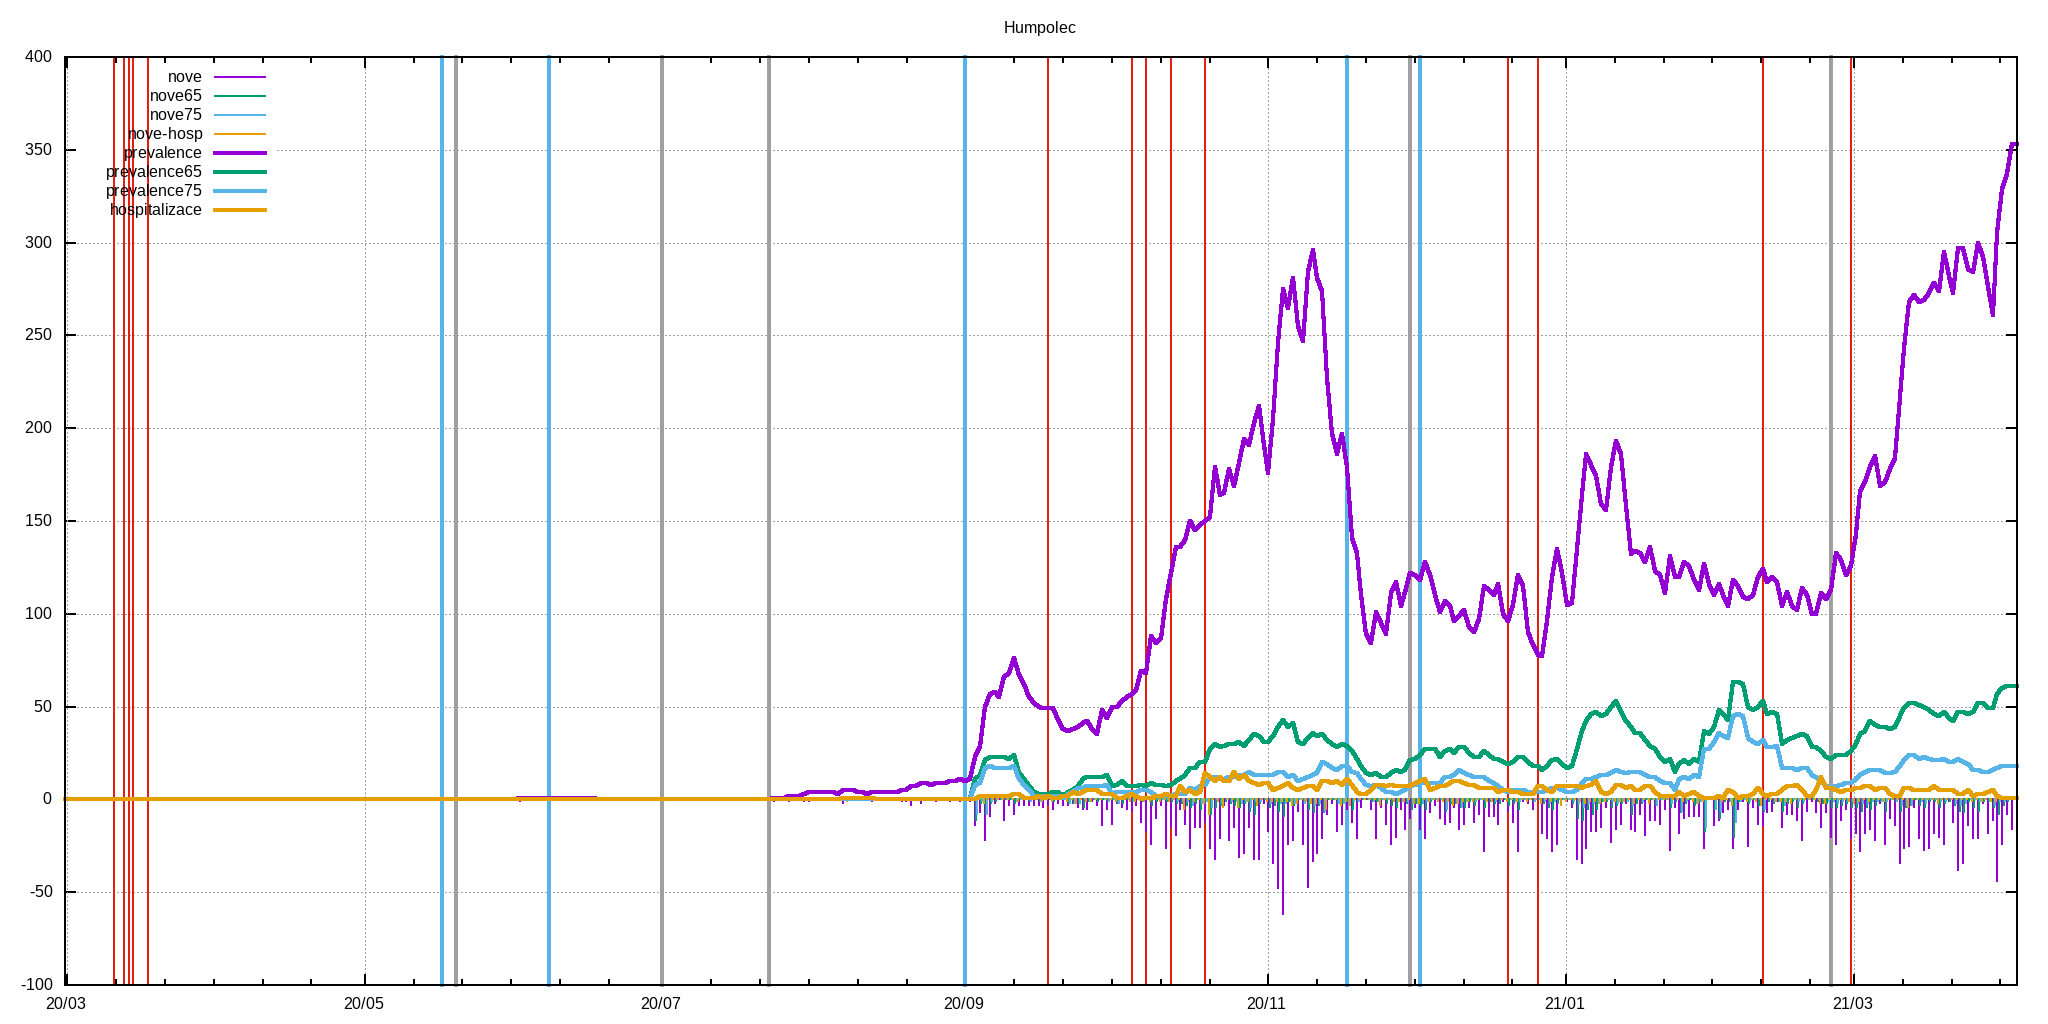 Humpolec
400
350
300
250
200
150
100
50
0
-50
-100
nove
nove65
nove75
nove-hosp
prevalence
prevalence65
prevalence75
hospitalizace
20/03 20/05 20/07 20/09 20/11 21/01 21/03